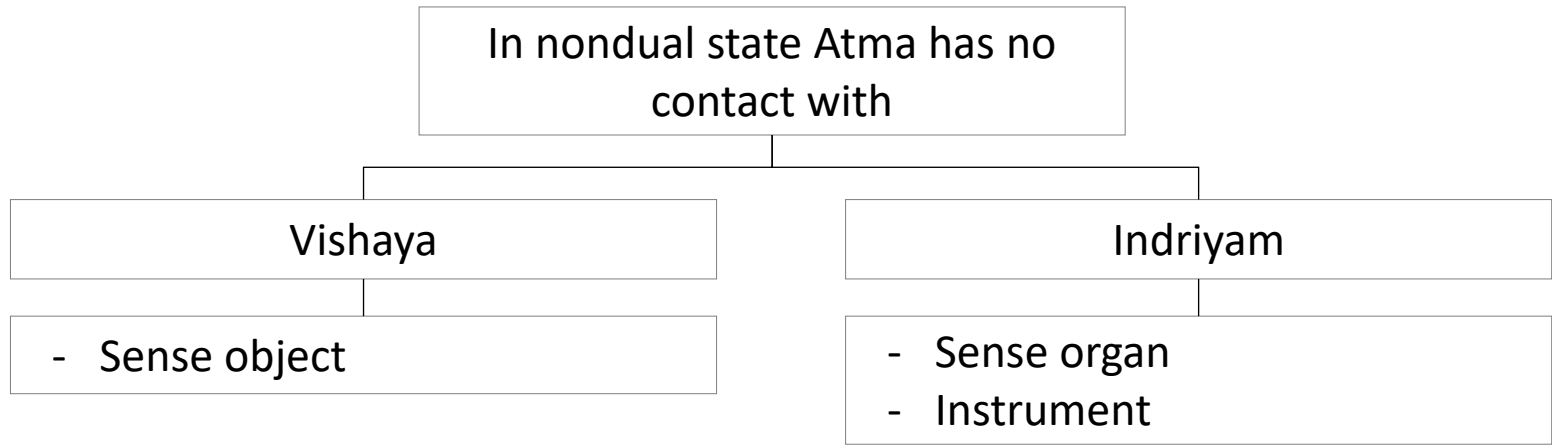 In nondual state Atma has no
contact with
Vishaya
Indriyam
- Sense object
- Sense organ
- Instrument